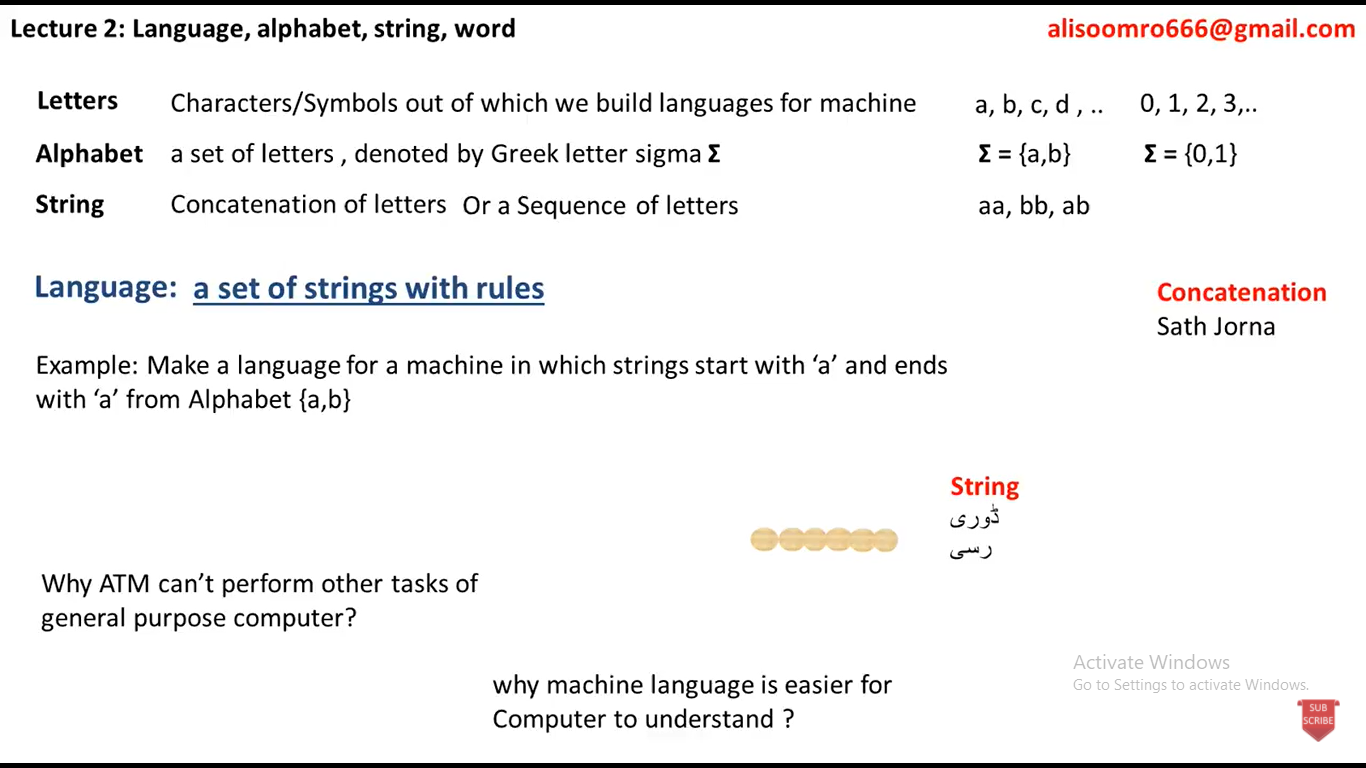 Lecture 2: Language, alphabet, string, word
alisoomro666@gmail.com
Letters Characters/Symbols out of which we build languages for machine a, b, c, d , .. 0, 1, 2, 3,..
Alphabet a set of letters , denoted by Greek letter sigma Σ Σ = {a,b} Σ = {0,1}
String Concatenation of letters Or a Sequence of letters aa, bb, ab
Language: a set of strings with rules
Concatenation
Sath Jorna
Example: Make a language for a machine in which strings start with ‘a’ and ends
with ‘a’ from Alphabet {a,b}
String
ڈوری
رسی
Why ATM can’t perform other tasks of
general purpose computer?
why machine language is easier for
Computer to understand ?
Activate Windows
Go to Settings to activate Windows.
SUB
SCRIBE